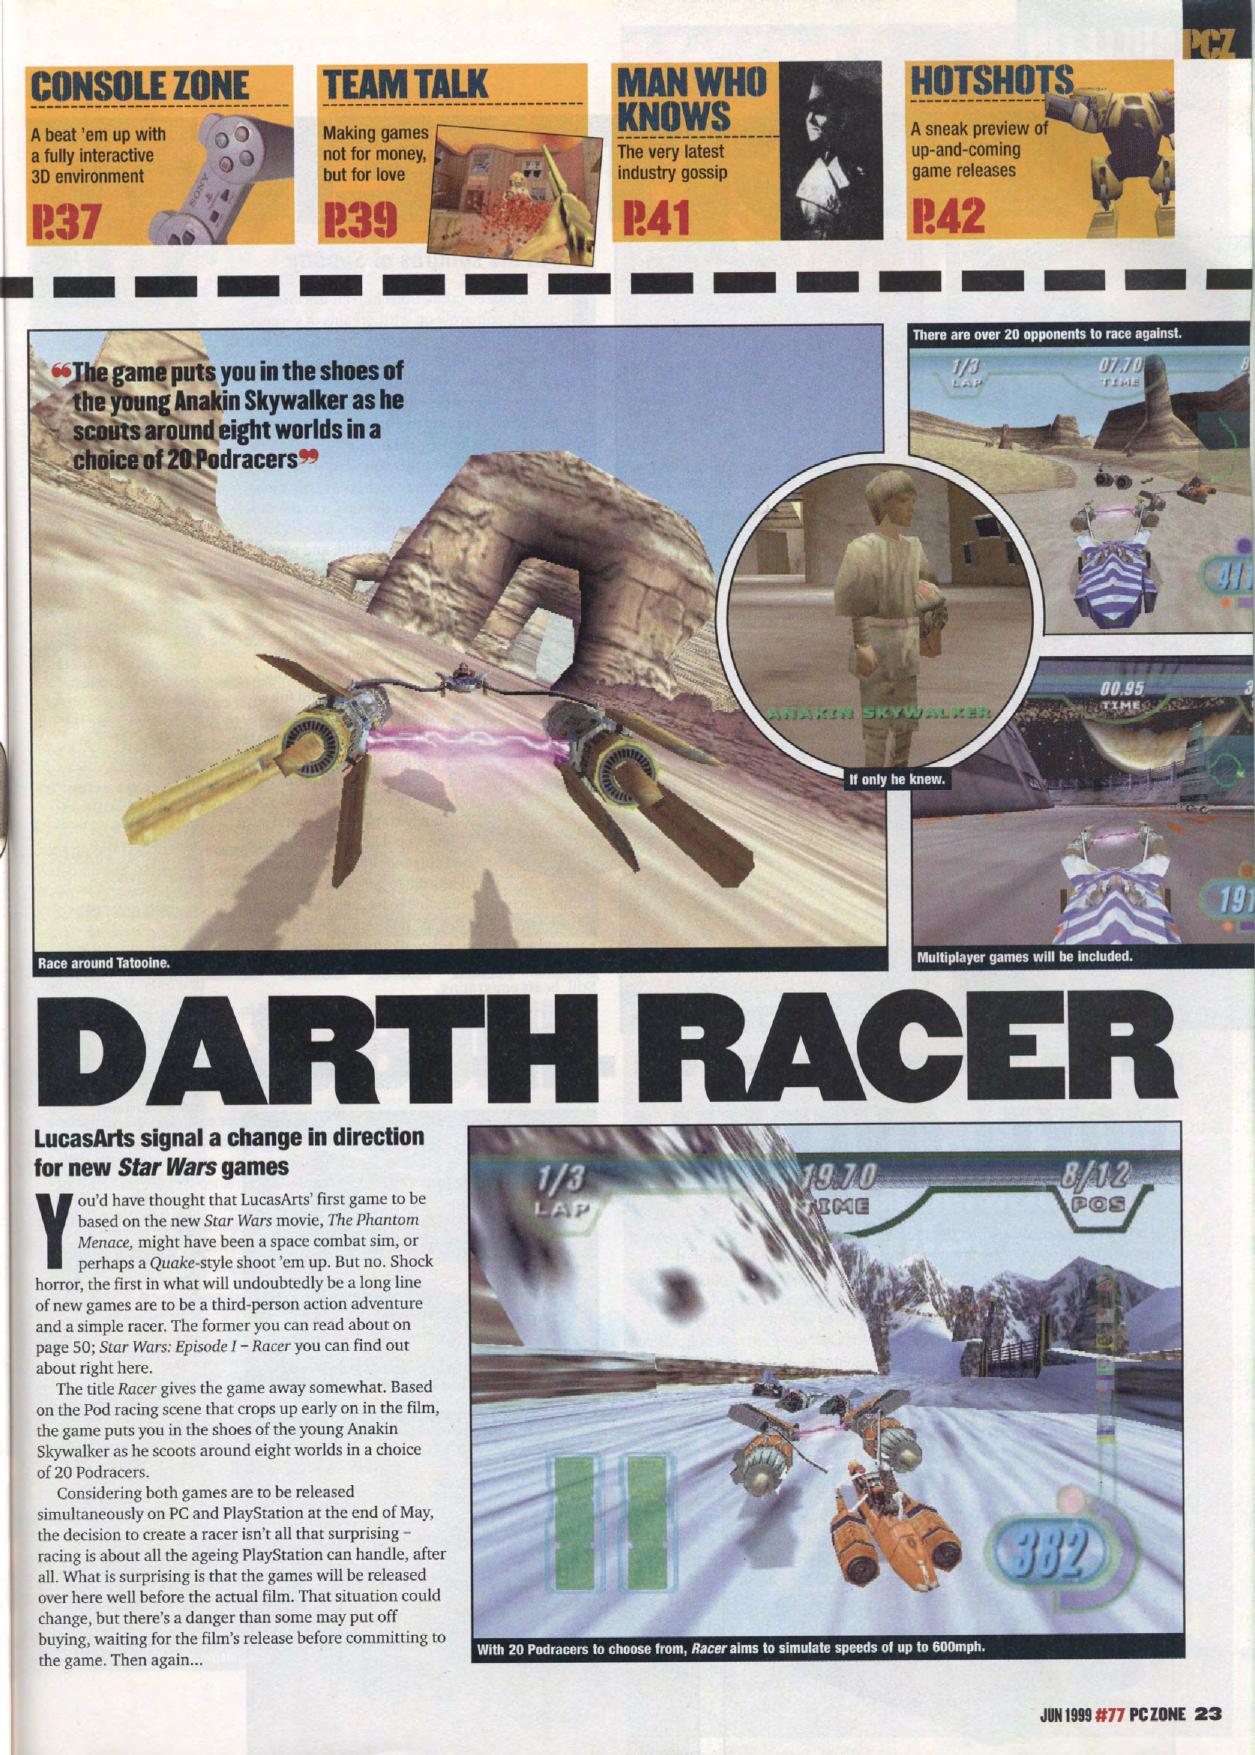 PCZ
CONSOLE ZONE
A beat 'em up with
a fully interactive
3D environment
P.37
SONY
TEAM TALK
Making games
not for money,
but for love
P.39
MAN WHO
KNOWS
The very latest
industry gossip
P.41
HOTSHOTS
A sneak preview of
up-and-coming
game releases
P.42
“The game puts you in the shoes of
the young Anakin Skywalker as he
scouts around eight worlds in a
choice of 20 Podracers”
Race around Tatooine.
ANAKIN SKYWALKER
If only he knew.
There are over 20 opponents to race against.
1/3
LAP
07.70
TIME
41
00.95
TIME
191
Multiplayer games will be included.
DARTH RACER
LucasArts signal a change in direction
for new Star Wars games
You'd have thought that LucasArts' first game to be
based on the new Star Wars movie, The Phantom
Menace, might have been a space combat sim, or
perhaps a Quake-style shoot 'em up. But no. Shock
horror, the first in what will undoubtedly be a long line
of new games are to be a third-person action adventure
and a simple racer. The former you can read about on
page 50; Star Wars: Episode I – Racer you can find out
about right here.
The title Racer gives the game away somewhat. Based
on the Pod racing scene that crops up early on in the film,
the game puts you in the shoes of the young Anakin
Skywalker as he scoots around eight worlds in a choice
of 20 Podracers.
Considering both games are to be released
simultaneously on PC and PlayStation at the end of May,
the decision to create a racer isn't all that surprising –
racing is about all the ageing PlayStation can handle, after
all. What is surprising is that the games will be released
over here well before the actual film. That situation could
change, but there's a danger than some may put off
buying, waiting for the film's release before committing to
the game. Then again...
1/3
LAP
19.70
TIME
8/12
POS
382
With 20 Podracers to choose from, Racer aims to simulate speeds of up to 600mph.
JUN 1999 #77 PC ZONE 23